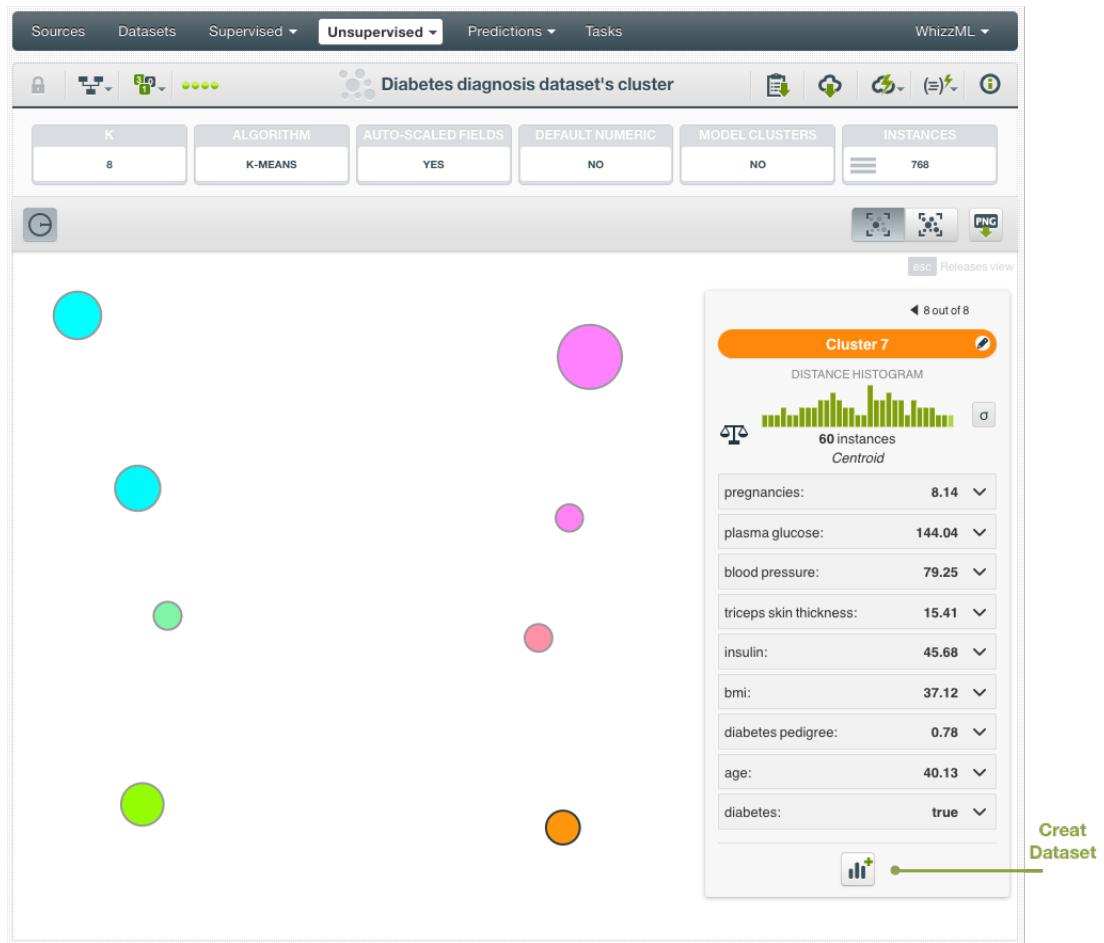 Sources Datasets Supervised Unsupervised Predictions Tasks WhizzML
Diabetes diagnosis dataset's cluster
K ALGORITHM AUTO-SCALED FIELDS DEFAULT NUMERIC MODEL CLUSTERS INSTANCES
8 K-MEANS YES NO NO 768
PNG
esc Releases view
8 out of 8
Cluster 7
DISTANCE HISTOGRAM
σ
60 instances
Centroid
pregnancies: 8.14
plasma glucose: 144.04
blood pressure: 79.25
triceps skin thickness: 15.41
insulin: 45.68
bmi: 37.12
diabetes pedigree: 0.78
age: 40.13
diabetes: true
Creat
Dataset